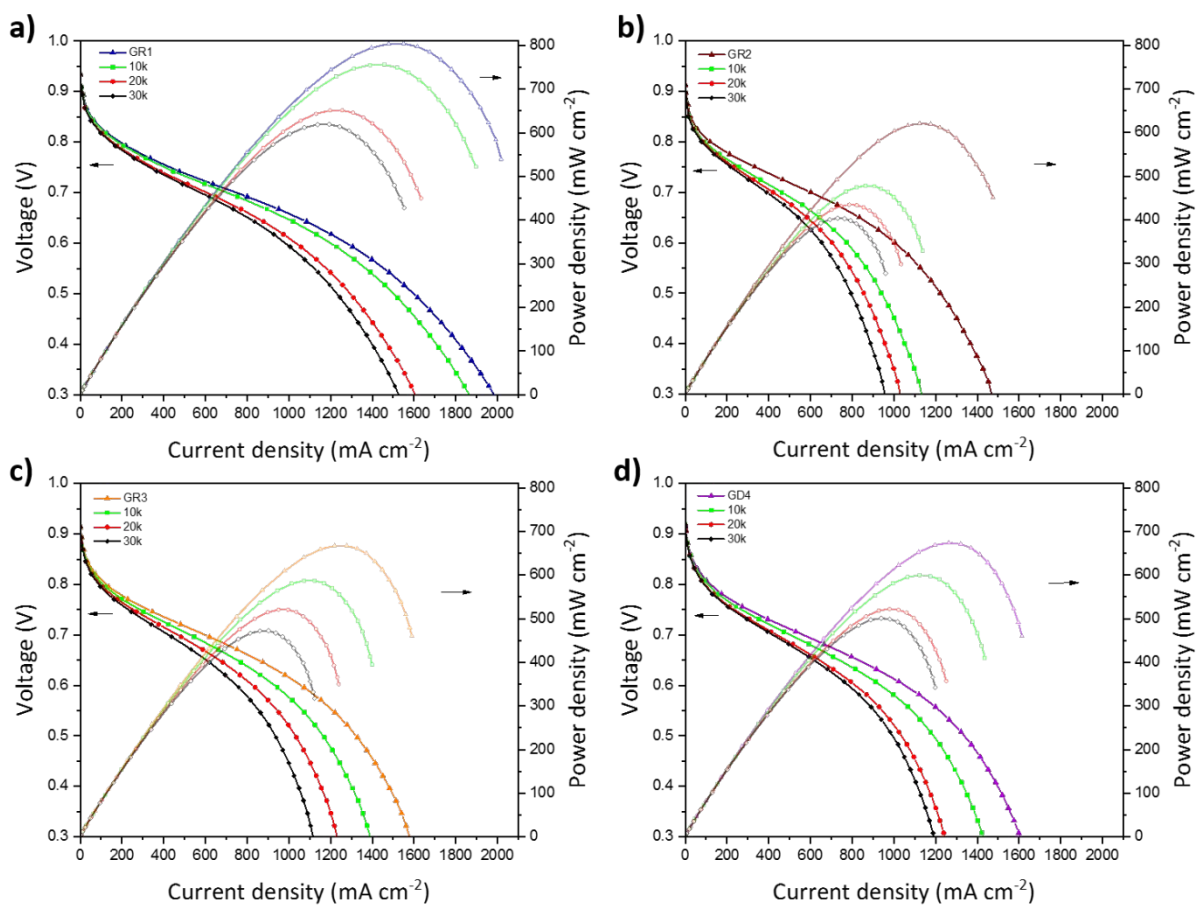 a)
GR1
10k
20k
30k
1.0
0.9
0.8
0.7
0.6
0.5
0.4
0.3
Voltage (V)
0 200 400 600 800 1000 1200 1400 1600 1800 2000
Current density (mA cm⁻²)
800
700
600
500
400
300
200
100
0
Power density (mW cm⁻²)
b)
GR2
10k
20k
30k
1.0
0.9
0.8
0.7
0.6
0.5
0.4
0.3
Voltage (V)
0 200 400 600 800 1000 1200 1400 1600 1800 2000
Current density (mA cm⁻²)
800
700
600
500
400
300
200
100
0
Power density (mW cm⁻²)
c)
GR3
10k
20k
30k
1.0
0.9
0.8
0.7
0.6
0.5
0.4
0.3
Voltage (V)
0 200 400 600 800 1000 1200 1400 1600 1800 2000
Current density (mA cm⁻²)
800
700
600
500
400
300
200
100
0
Power density (mW cm⁻²)
d)
GD4
10k
20k
30k
1.0
0.9
0.8
0.7
0.6
0.5
0.4
0.3
Voltage (V)
0 200 400 600 800 1000 1200 1400 1600 1800 2000
Current density (mA cm⁻²)
800
700
600
500
400
300
200
100
0
Power density (mW cm⁻²)